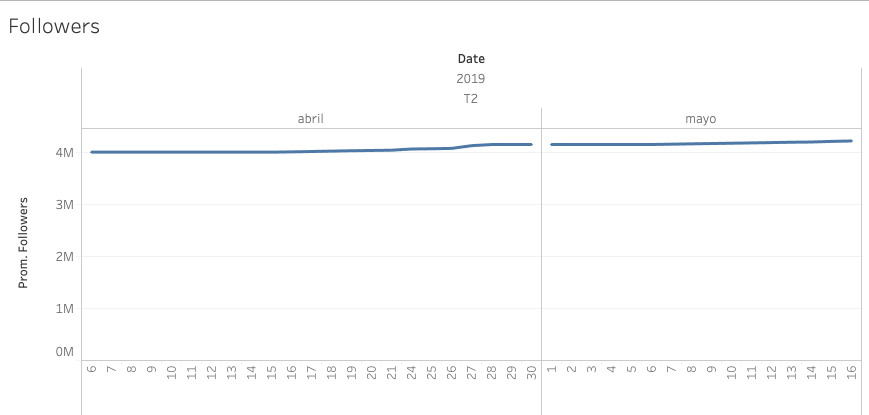 Followers
Date
2019
T2
abril
mayo
4M
3M
2M
1M
0M
Prom. Followers
6 7 8 9 10 11 12 13 14 15 16 17 18 19 20 21 24 25 26 27 28 29 30 1 2 3 4 5 6 7 8 9 10 11 12 13 14 15 16